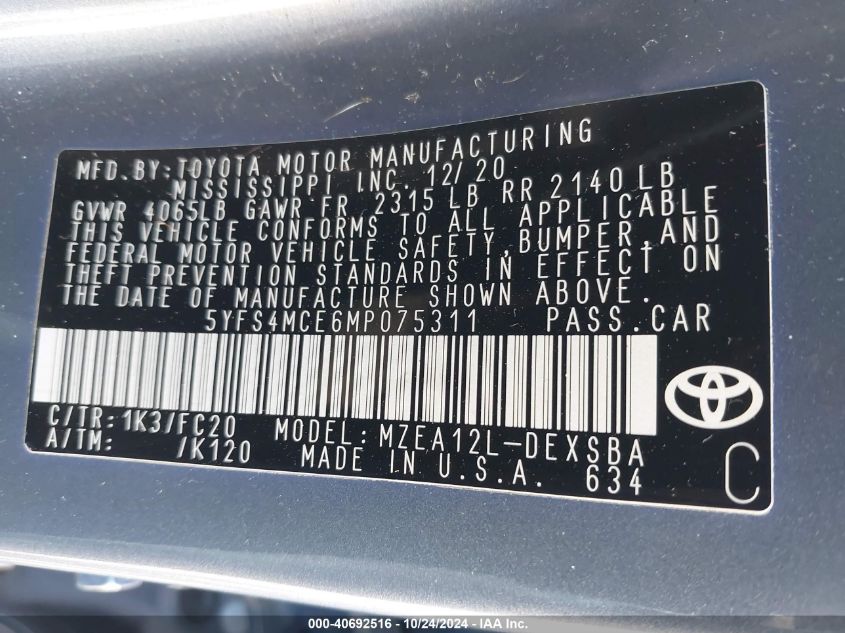 MFD. BY: TOYOTA MOTOR MANUFACTURING
MISSISSIPPI INC. 12/20
GVWR 4065LB GAWR FR 2315 LB RR 2140 LB
THIS VEHICLE CONFORMS TO ALL APPLICABLE
FEDERAL MOTOR VEHICLE SAFETY, BUMPER, AND
THEFT PREVENTION STANDARDS IN EFFECT ON
THE DATE OF MANUFACTURE SHOWN ABOVE.
5YFS4MCE6MP075311 PASS.CAR
C/TR: 1K3/FC20 MODEL: MZEA12L-DEXSBA
A/TM: /K120 MADE IN U.S.A. 634
C
000-40692516 - 10/24/2024 - IAA Inc.